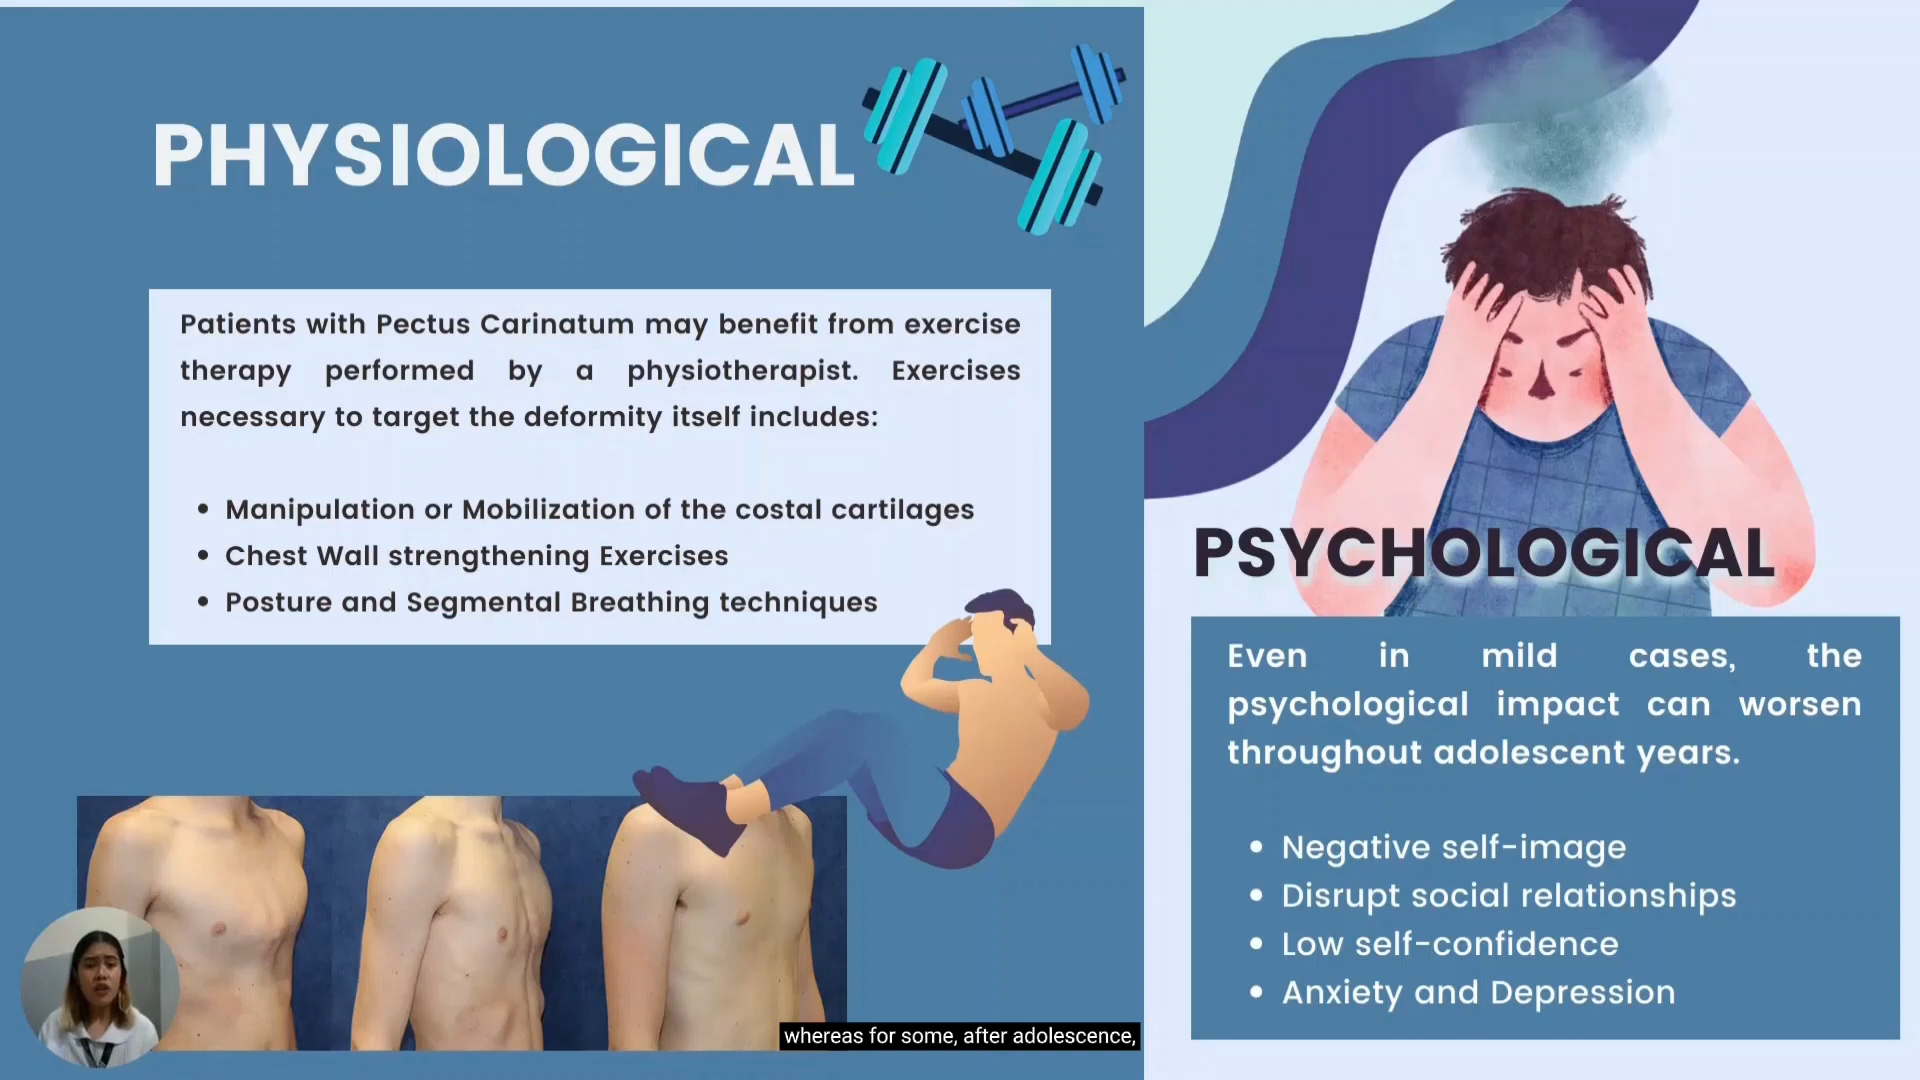 PHYSIOLOGICAL
Patients with Pectus Carinatum may benefit from exercise
therapy performed by a physiotherapist. Exercises
necessary to target the deformity itself includes:
• Manipulation or Mobilization of the costal cartilages
• Chest Wall strengthening Exercises
• Posture and Segmental Breathing techniques
PSYCHOLOGICAL
Even in mild cases, the
psychological impact can worsen
throughout adolescent years.
• Negative self-image
• Disrupt social relationships
• Low self-confidence
• Anxiety and Depression
whereas for some, after adolescence,